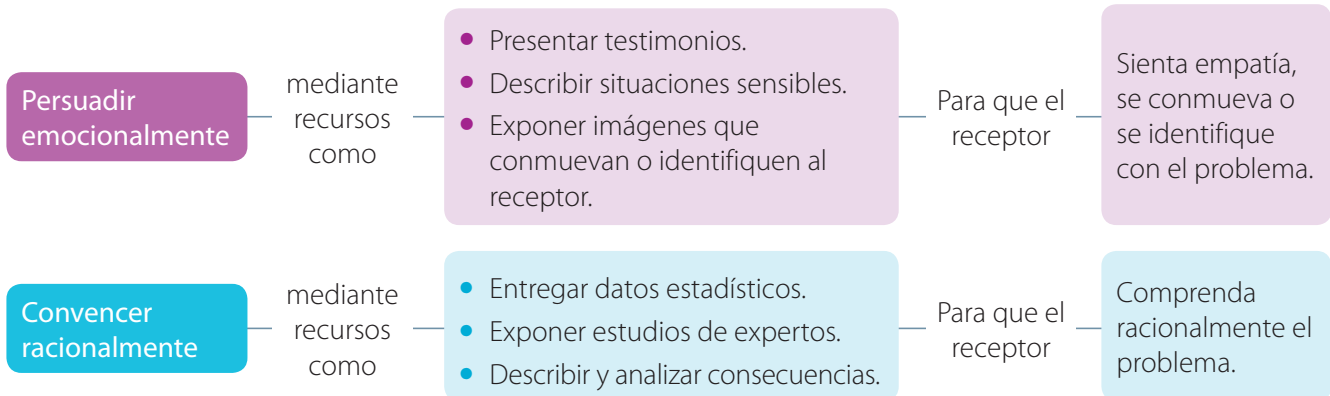 Persuadir
emocionalmente
mediante
recursos
como
• Presentar testimonios.
• Describir situaciones sensibles.
• Exponer imágenes que
conmuevan o identifiquen al
receptor.
Para que el
receptor
Sienta empatía,
se conmueva o
se identifique
con el problema.
Convencer
racionalmente
mediante
recursos
como
• Entregar datos estadísticos.
• Exponer estudios de expertos.
• Describir y analizar consecuencias.
Para que el
receptor
Comprenda
racionalmente el
problema.